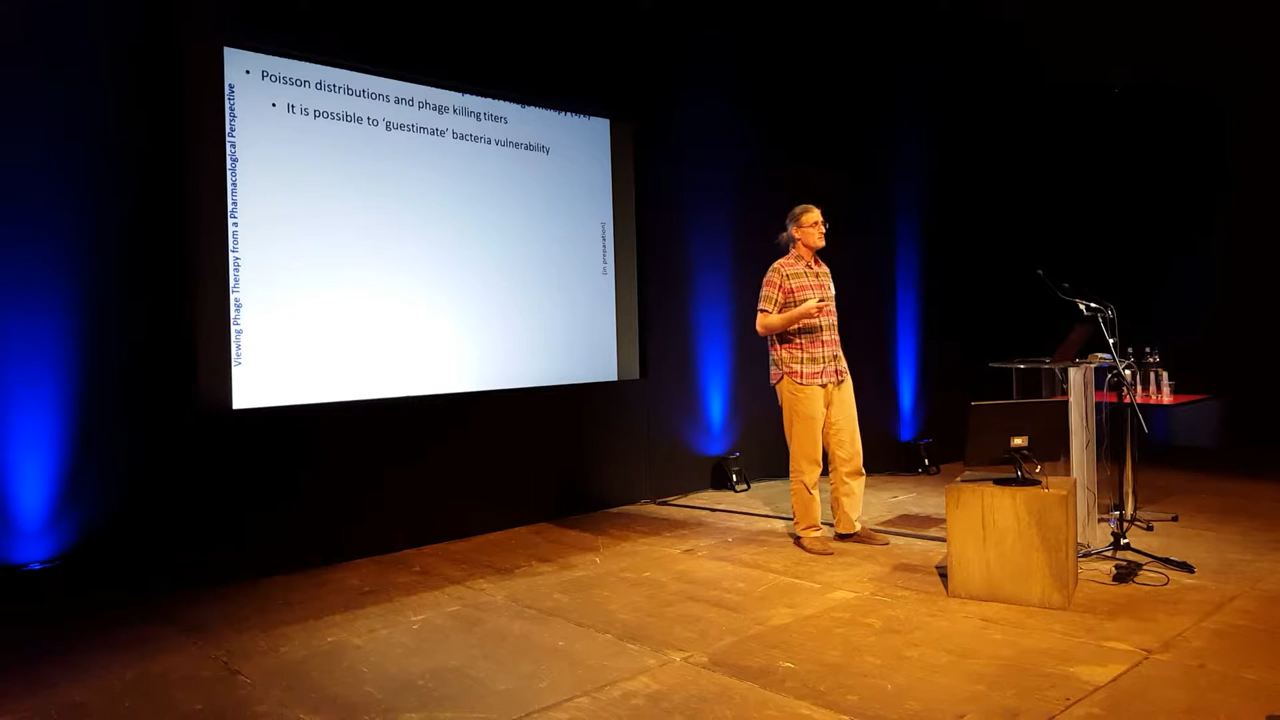 Poisson distributions and phage killing titers
It is possible to ‘guestimate’ bacteria vulnerability
Viewing Phage Therapy from a Pharmacological Perspective
(in preparation)